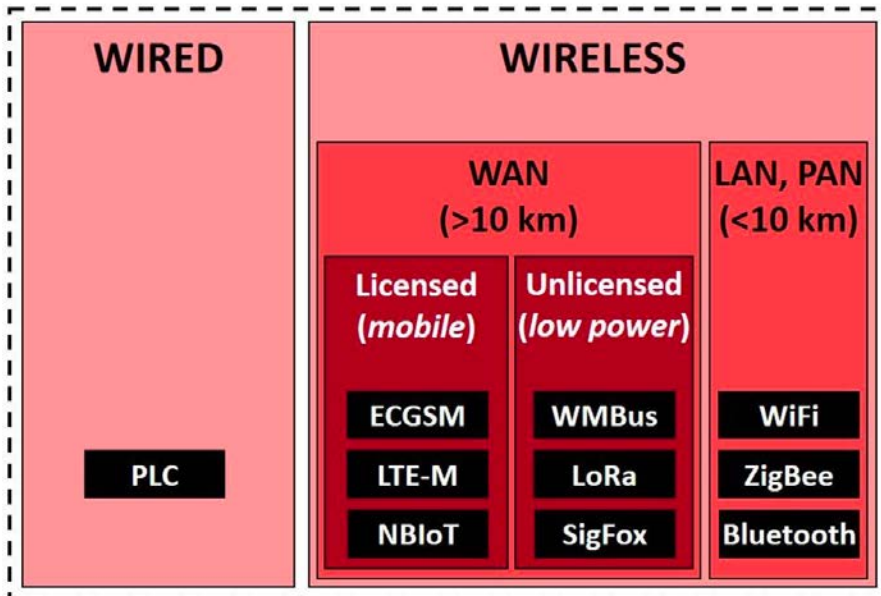 WIRED
PLC
WIRELESS
WAN
(>10 km)
Licensed
(mobile)
ECGSM
LTE-M
NBIoT
Unlicensed
(low power)
WMBus
LoRa
SigFox
LAN, PAN
(<10 km)
WiFi
ZigBee
Bluetooth